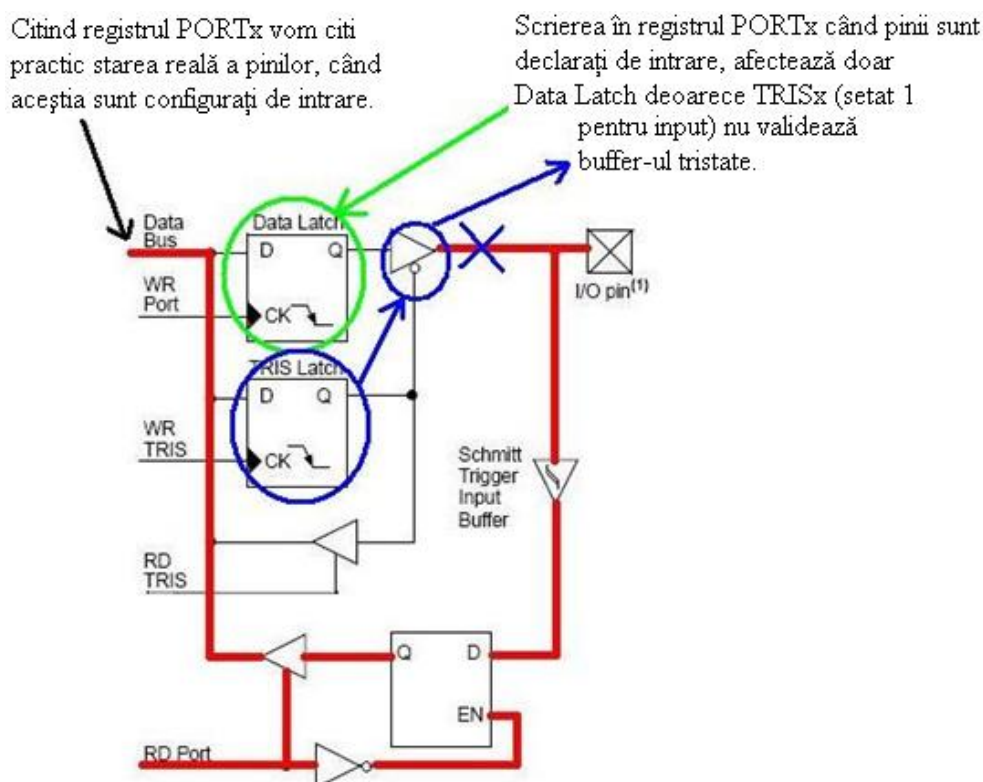 Citind registrul PORTx vom citi
practic starea reală a pinilor, când
aceştia sunt configuraţi de intrare.
Scrierea în registrul PORTx când pinii sunt
declaraţi de intrare, afectează doar
Data Latch deoarece TRISx (setat 1
pentru input) nu validează
buffer-ul tristate.
Data
Bus
Data Latch
D
Q
WR
Port
CK
I/O pin(1)
TRIS Latch
D
Q
WR
TRIS
CK
Schmitt
Trigger
Input
Buffer
RD
TRIS
Q
D
EN
RD Port